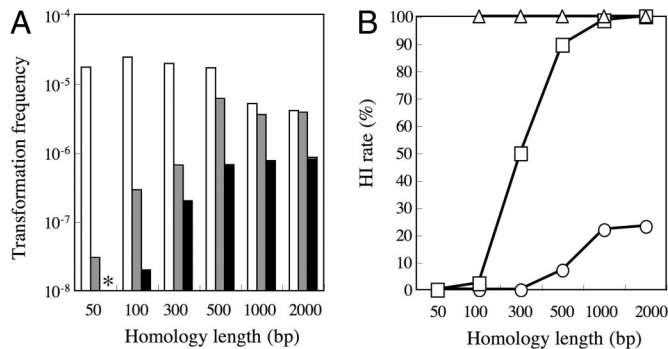 A
B
Transformation frequency
10⁻⁴
10⁻⁵
10⁻⁶
10⁻⁷
10⁻⁸
*
50 100 300 500 1000 2000
Homology length (bp)
HI rate (%)
100
90
80
70
60
50
40
30
20
10
0
50 100 300 500 1000 2000
Homology length (bp)